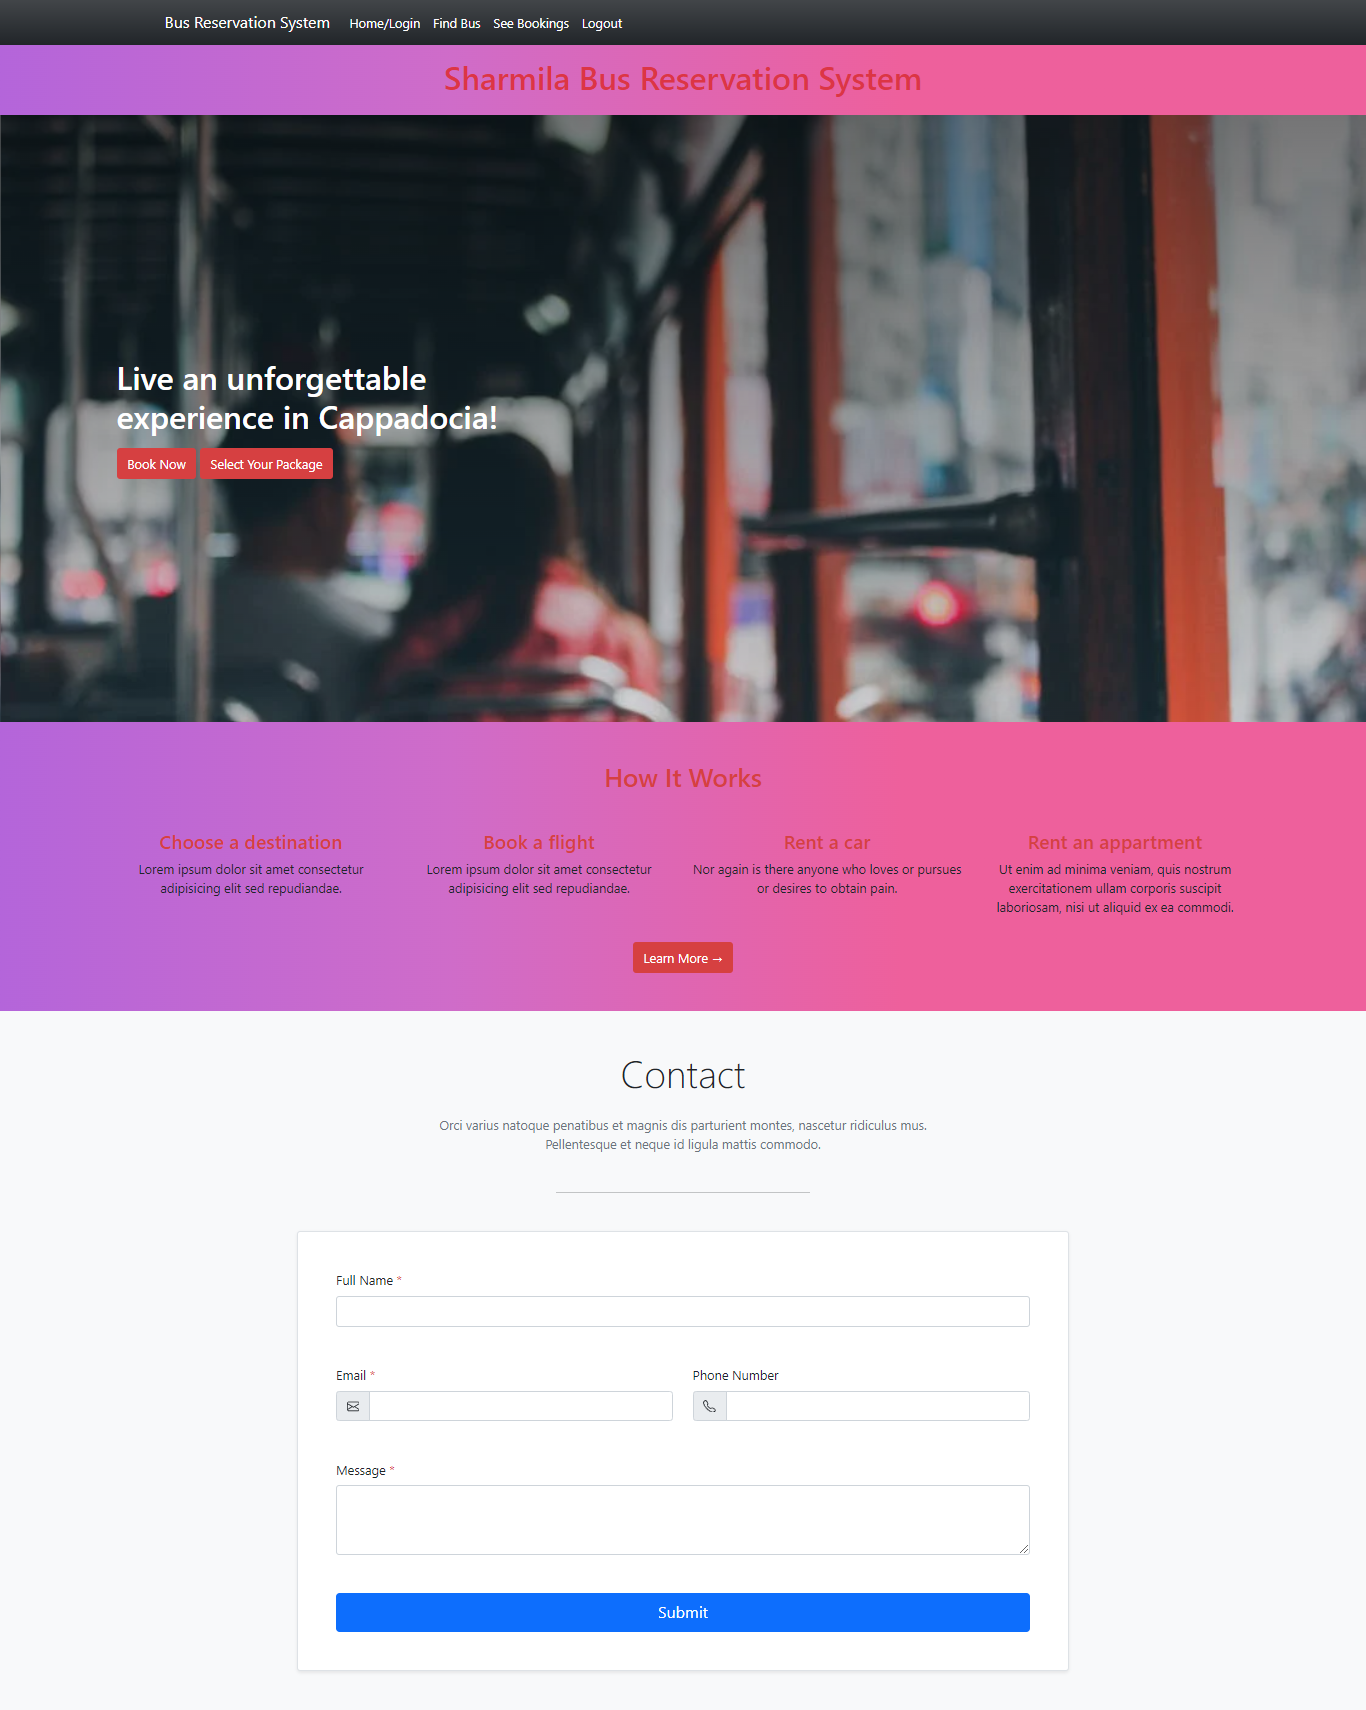 Bus Reservation System Home/Login Find Bus See Bookings Logout
Sharmila Bus Reservation System
Live an unforgettable
experience in Cappadocia!
Book Now Select Your Package
How It Works
Choose a destination
Lorem ipsum dolor sit amet consectetur
adipisicing elit sed repudiandae.
Book a flight
Lorem ipsum dolor sit amet consectetur
adipisicing elit sed repudiandae.
Rent a car
Nor again is there anyone who loves or pursues
or desires to obtain pain.
Rent an appartment
Ut enim ad minima veniam, quis nostrum
exercitationem ullam corporis suscipit
laboriosam, nisi ut aliquid ex ea commodi.
Learn More →
Contact
Orci varius natoque penatibus et magnis dis parturient montes, nascetur ridiculus mus.
Pellentesque et neque id ligula mattis commodo.
Full Name *
Email * Phone Number
Message *
Submit